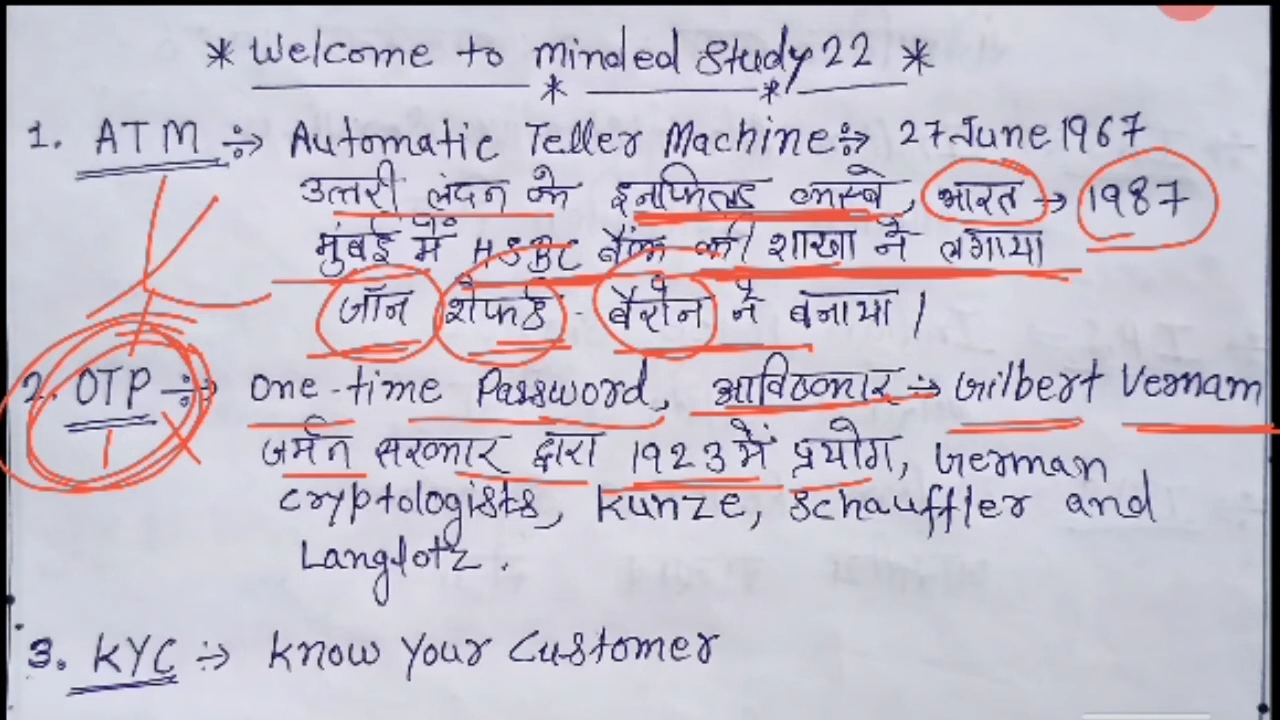 * Welcome to Minded Study 22 *
1. ATM ÷> Automatic Teller Machine ÷> 27 June 1967
उत्तरी लंदन के इनफिल्ड कस्बे, भारत → 1987
मुंबई में HSBC बैंक की शाखा ने लगाया
जॉन शेफर्ड - बैरोन ने बनाया |
2. OTP ÷> One-time Password, आविष्कार ÷> Gilbert Vernam
जर्मन सरकार द्वारा 1923 में प्रयोग, German
Cryptologists, Kunze, Schauffler and
Langlotz.
3. KYC ÷> Know Your Customer